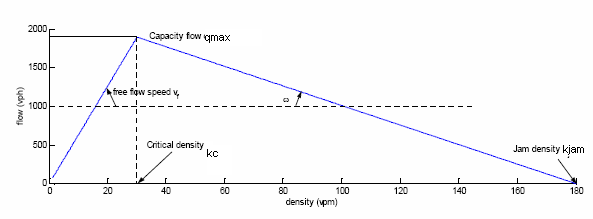 2000
Capacity flow qmax
1500
free flow speed vf
ω
1000
flow (vph)
500
Critical density
kc
Jam density kjam
0
0 20 40 60 80 100 120 140 160 180
density (vpm)